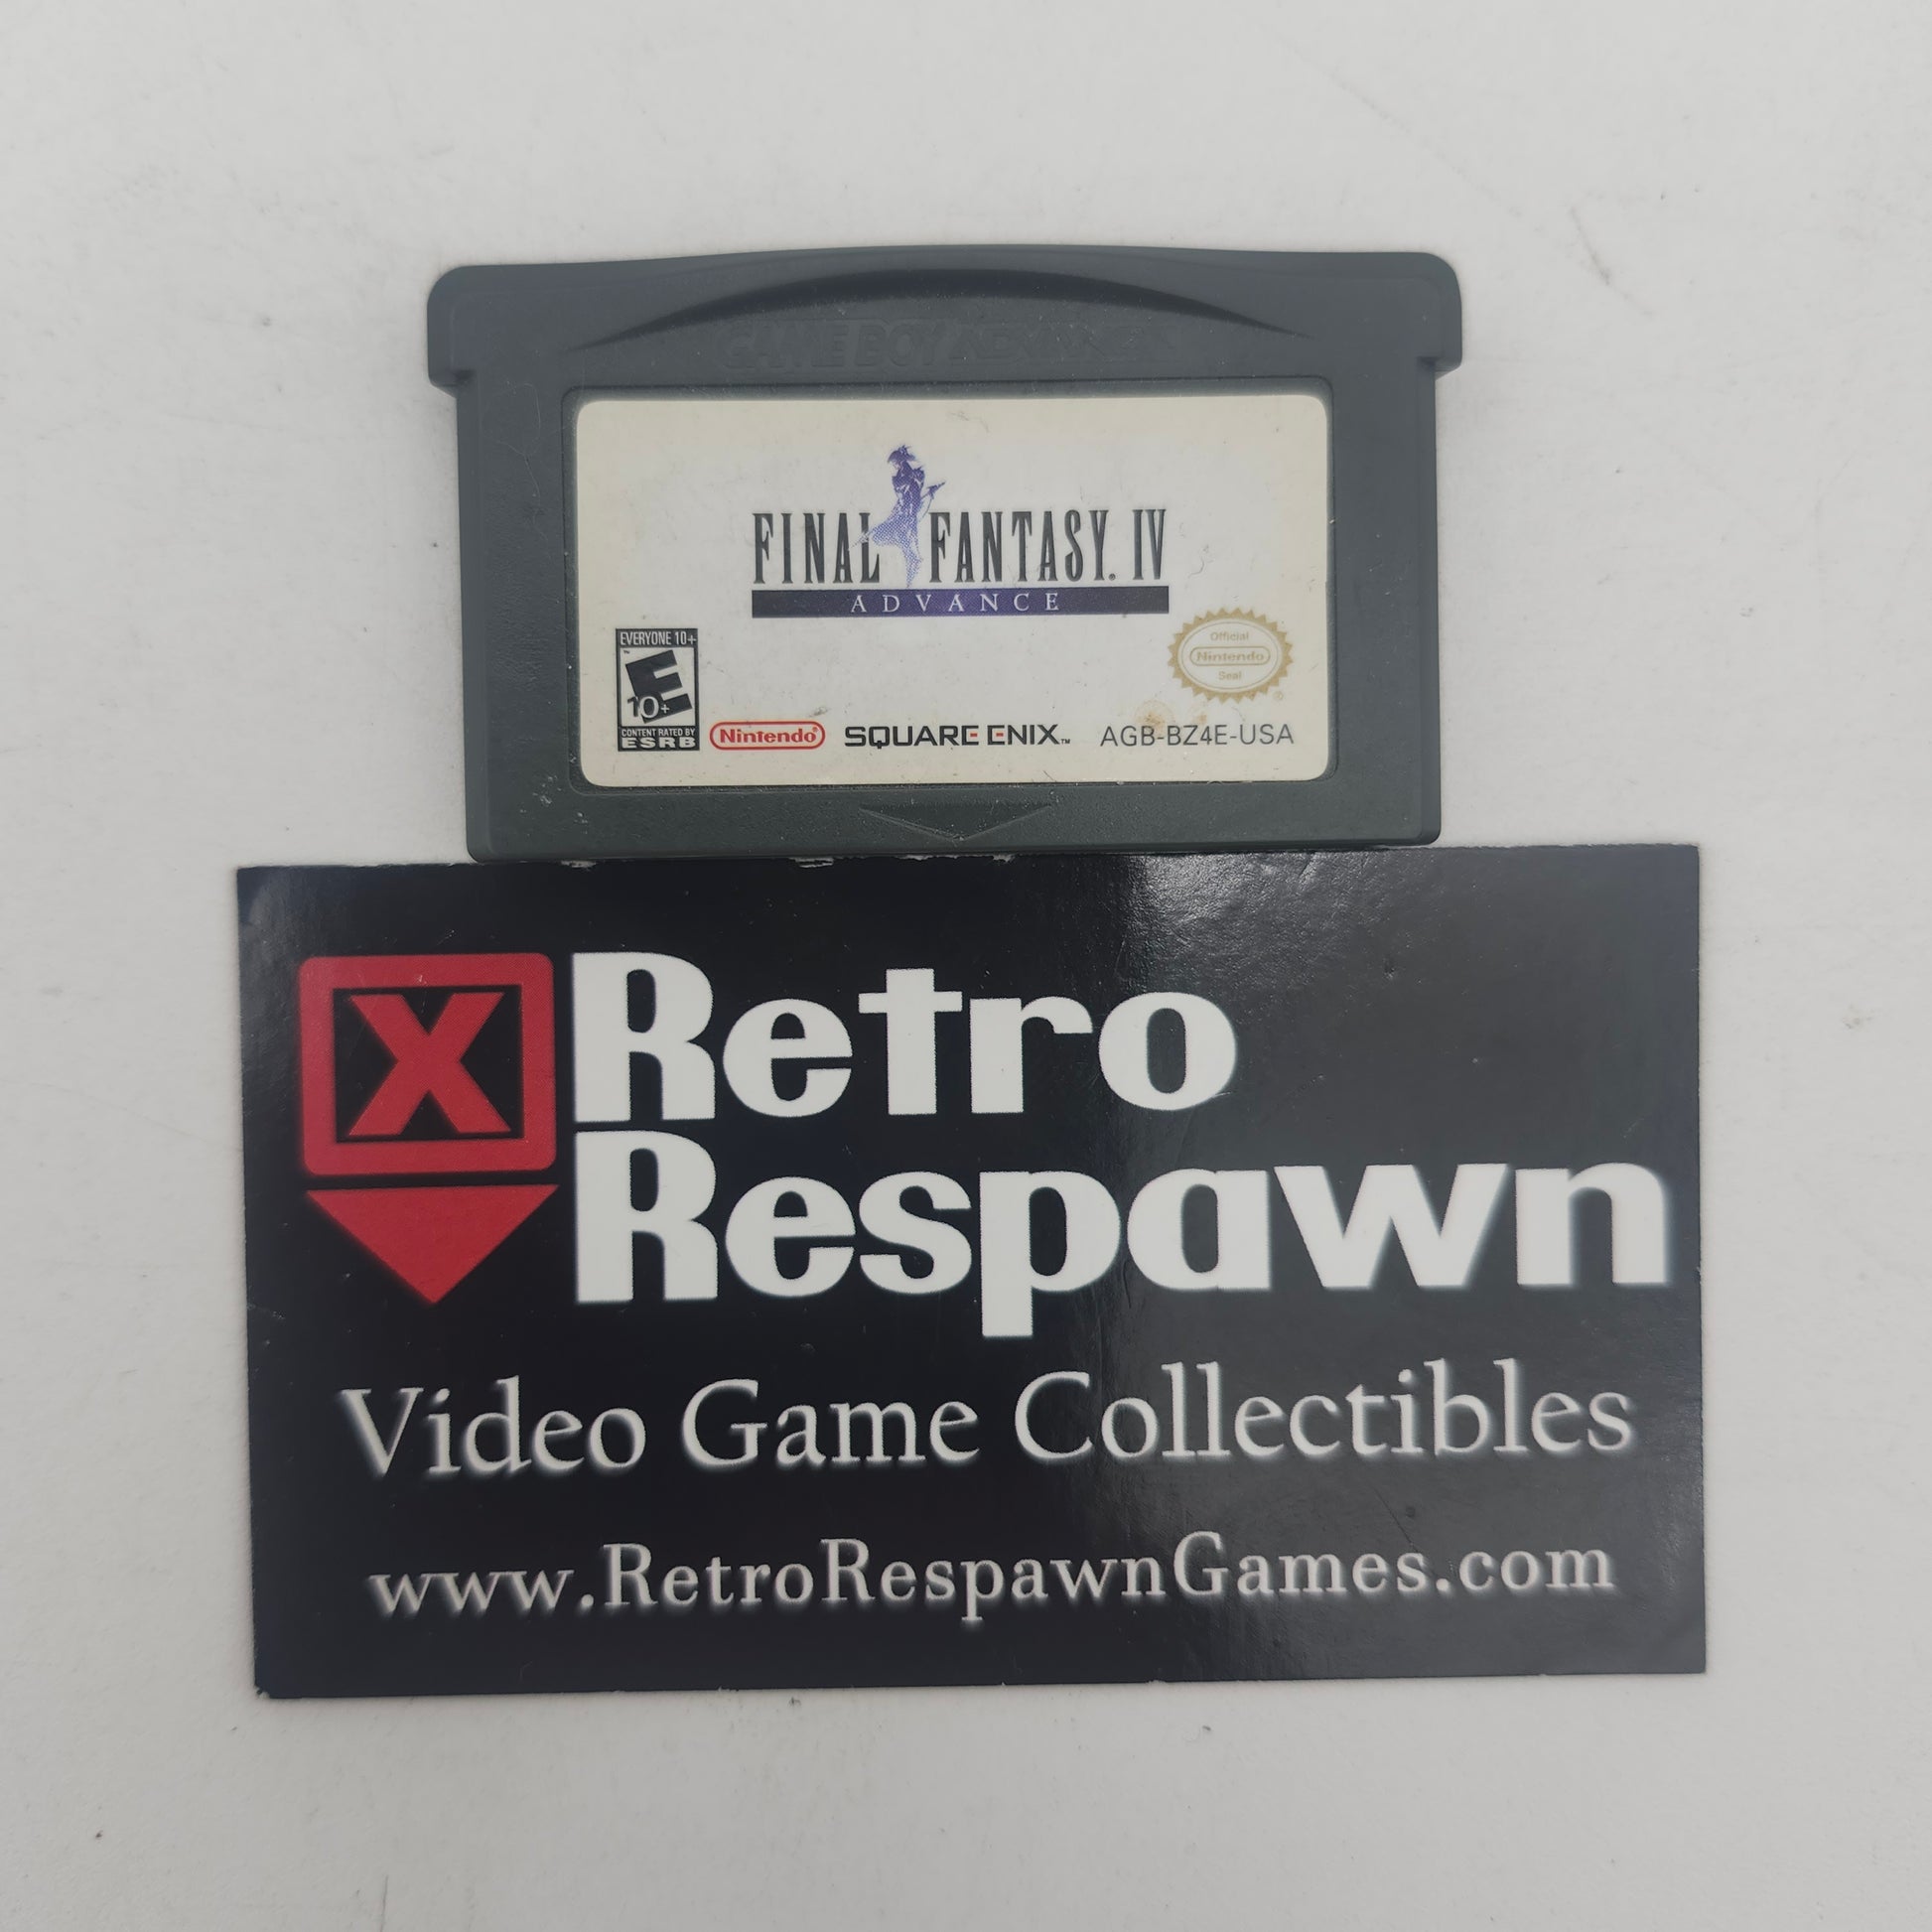 GAME BOY ADVANCE
FINAL FANTASY® IV
ADVANCE
EVERYONE 10+
E
10+
CONTENT RATED BY
ESRB
Nintendo®
SQUARE ENIX™
Official
Nintendo
Seal
®
AGB-BZ4E-USA
X
Retro
Respawn
Video Game Collectibles
www.RetroRespawnGames.com